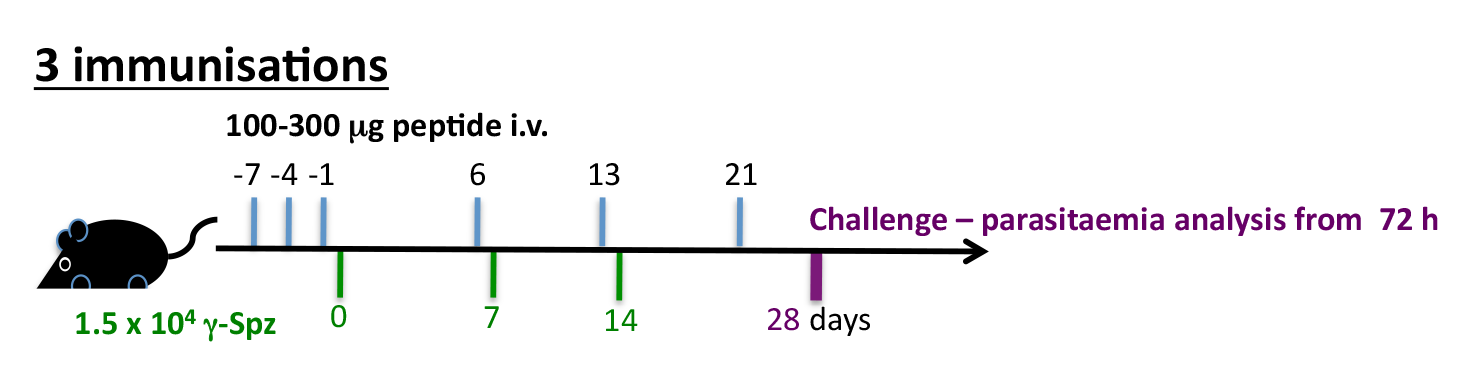 3 immunisations
100-300 μg peptide i.v.
-7 -4 -1 6 13 21
Challenge – parasitaemia analysis from 72 h
1.5 x 10⁴ γ-Spz 0 7 14 28 days